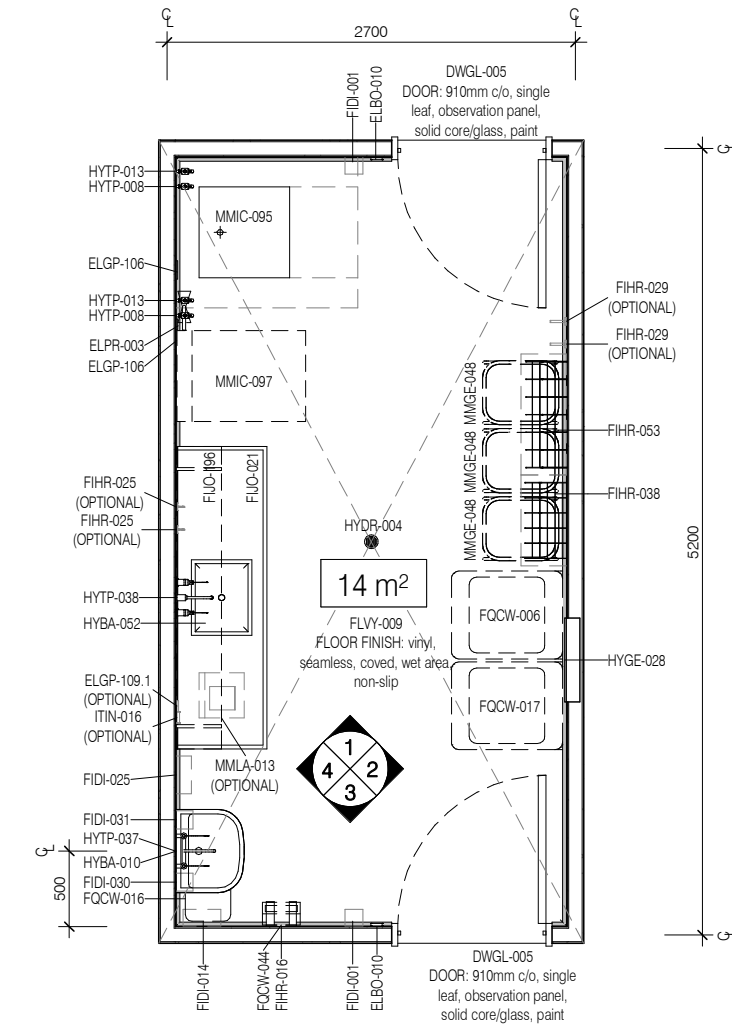 ℄
℄
2700
DWGL-005
DOOR: 910mm c/o, single
leaf, observation panel,
solid core/glass, paint
FIDI-001
ELBO-010
℄
HYTP-013
HYTP-008
MMIC-095
ELGP-106
HYTP-013
HYTP-008
ELPR-003
ELGP-106
MMIC-097
FIHR-029
(OPTIONAL)
FIHR-029
(OPTIONAL)
MMGE-048
MMGE-048
MMGE-048
FIHR-053
FIHR-038
FIJO-196
FIJO-021
FIHR-025
(OPTIONAL)
FIHR-025
(OPTIONAL)
HYDR-004
5200
14 m²
HYTP-038
HYBA-052
FLVY-009
FLOOR FINISH: vinyl,
seamless, coved, wet area,
non-slip
FQCW-006
HYGE-028
FQCW-017
ELGP-109.1
(OPTIONAL)
ITIN-016
(OPTIONAL)
MMLA-013
(OPTIONAL)
1
4
2
3
FIDI-025
FIDI-031
HYTP-037
HYBA-010
FIDI-030
FQCW-016
℄
500
℄
FIDI-014
FQCW-044
FIHR-016
FIDI-001
ELBO-010
DWGL-005
DOOR: 910mm c/o, single
leaf, observation panel,
solid core/glass, paint